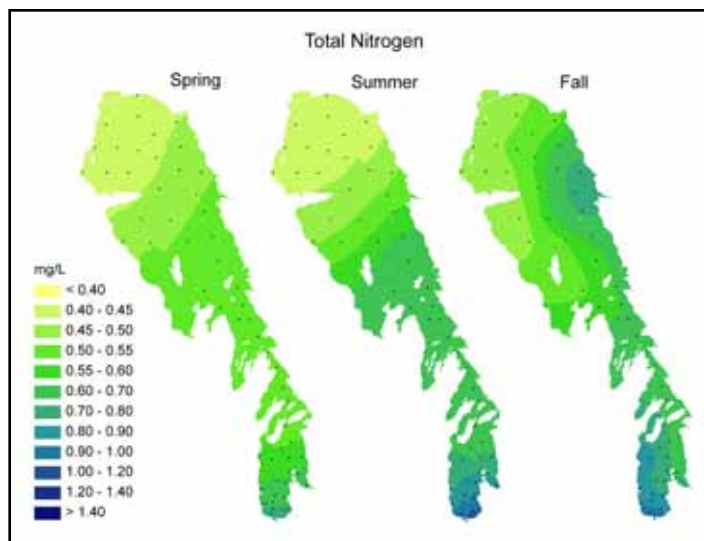 Total Nitrogen
Spring Summer Fall
mg/L
< 0.40
0.40 - 0.45
0.45 - 0.50
0.50 - 0.55
0.55 - 0.60
0.60 - 0.70
0.70 - 0.80
0.80 - 0.90
0.90 - 1.00
1.00 - 1.20
1.20 - 1.40
> 1.40